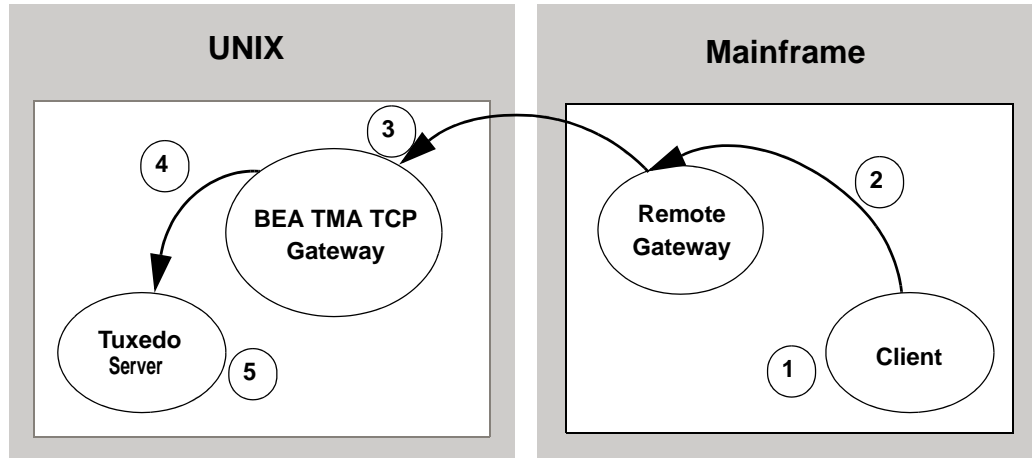 UNIX
Mainframe
3
4
BEA TMA TCP
Gateway
2
Remote
Gateway
Tuxedo
Server
5
1
Client